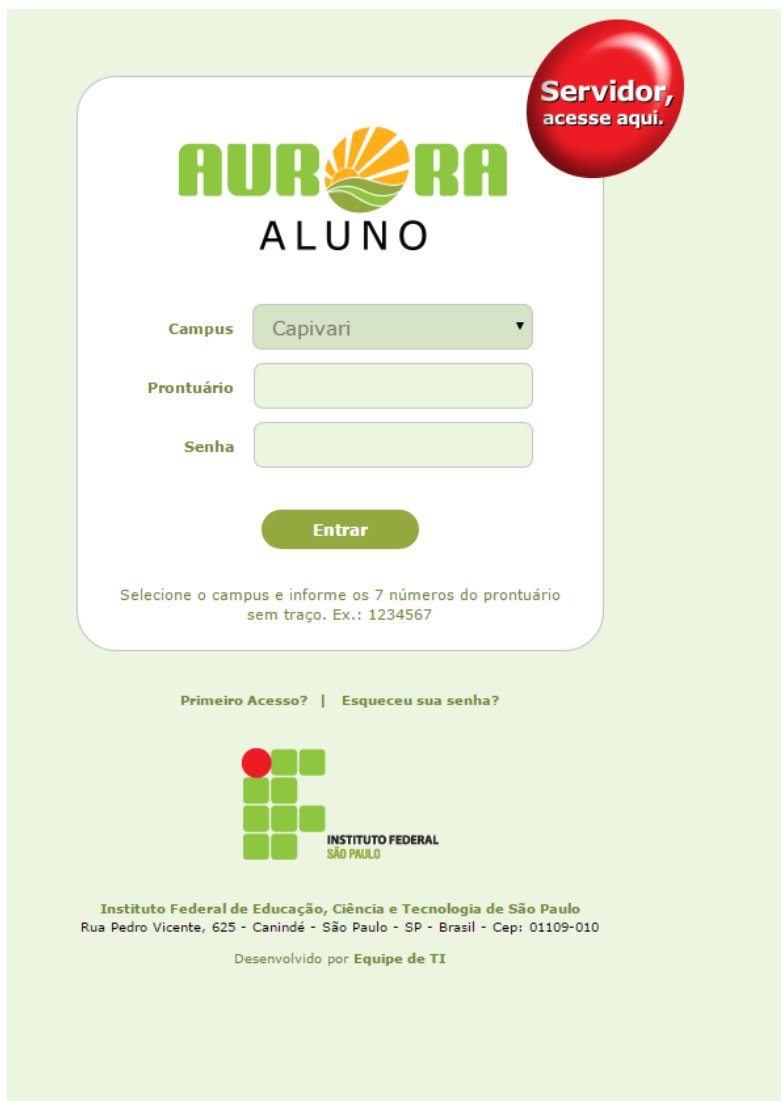 Servidor,
acesse aqui.
AURORA
ALUNO
Campus Capivari
Prontuário
Senha
Entrar
Selecione o campus e informe os 7 números do prontuário
sem traço. Ex.: 1234567
Primeiro Acesso? | Esqueceu sua senha?
INSTITUTO FEDERAL
SÃO PAULO
Instituto Federal de Educação, Ciência e Tecnologia de São Paulo
Rua Pedro Vicente, 625 - Canindé - São Paulo - SP - Brasil - Cep: 01109-010
Desenvolvido por Equipe de TI